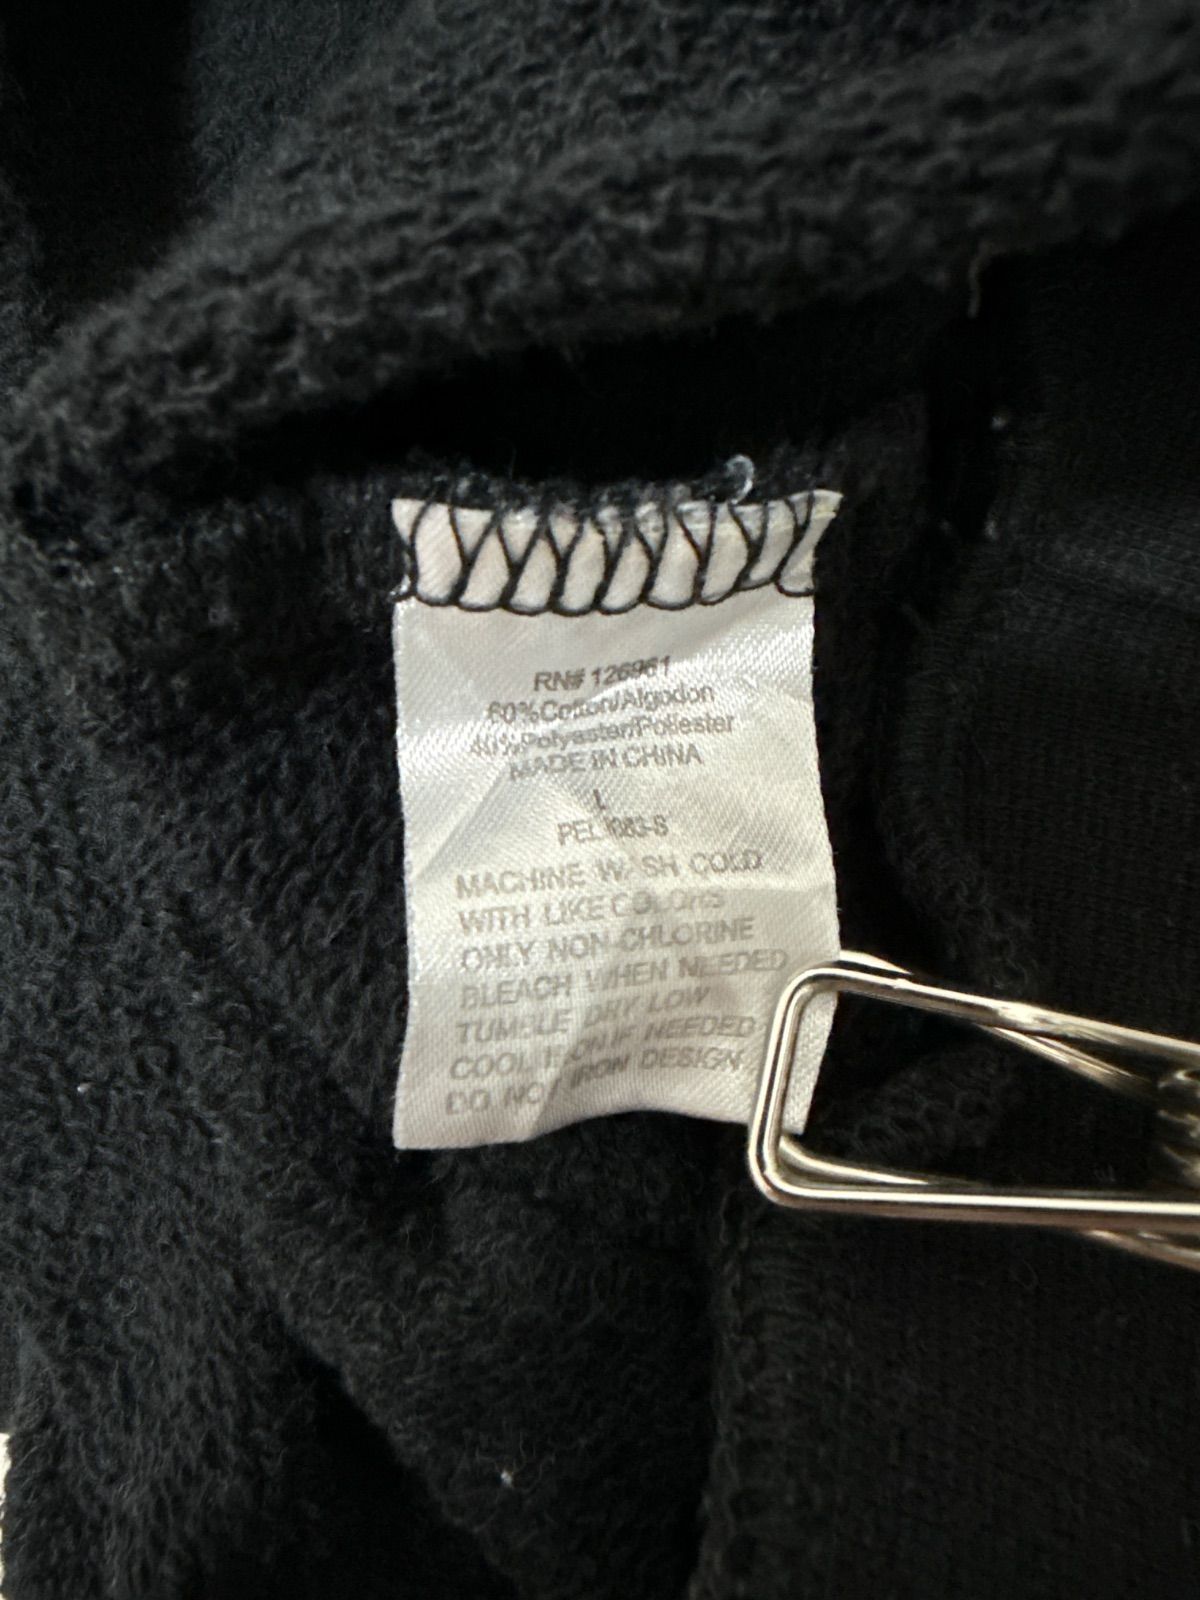 RN# 126961
60%Cotton/Algodon
40%Polyester/Poliester
MADE IN CHINA
L
MACHINE WASH COLD
WITH LIKE COLORS
ONLY NON-CHLORINE
BLEACH WHEN NEEDED
TUMBLE DRY LOW
COOL IRON IF NEEDED
DO NOT IRON DESIGN